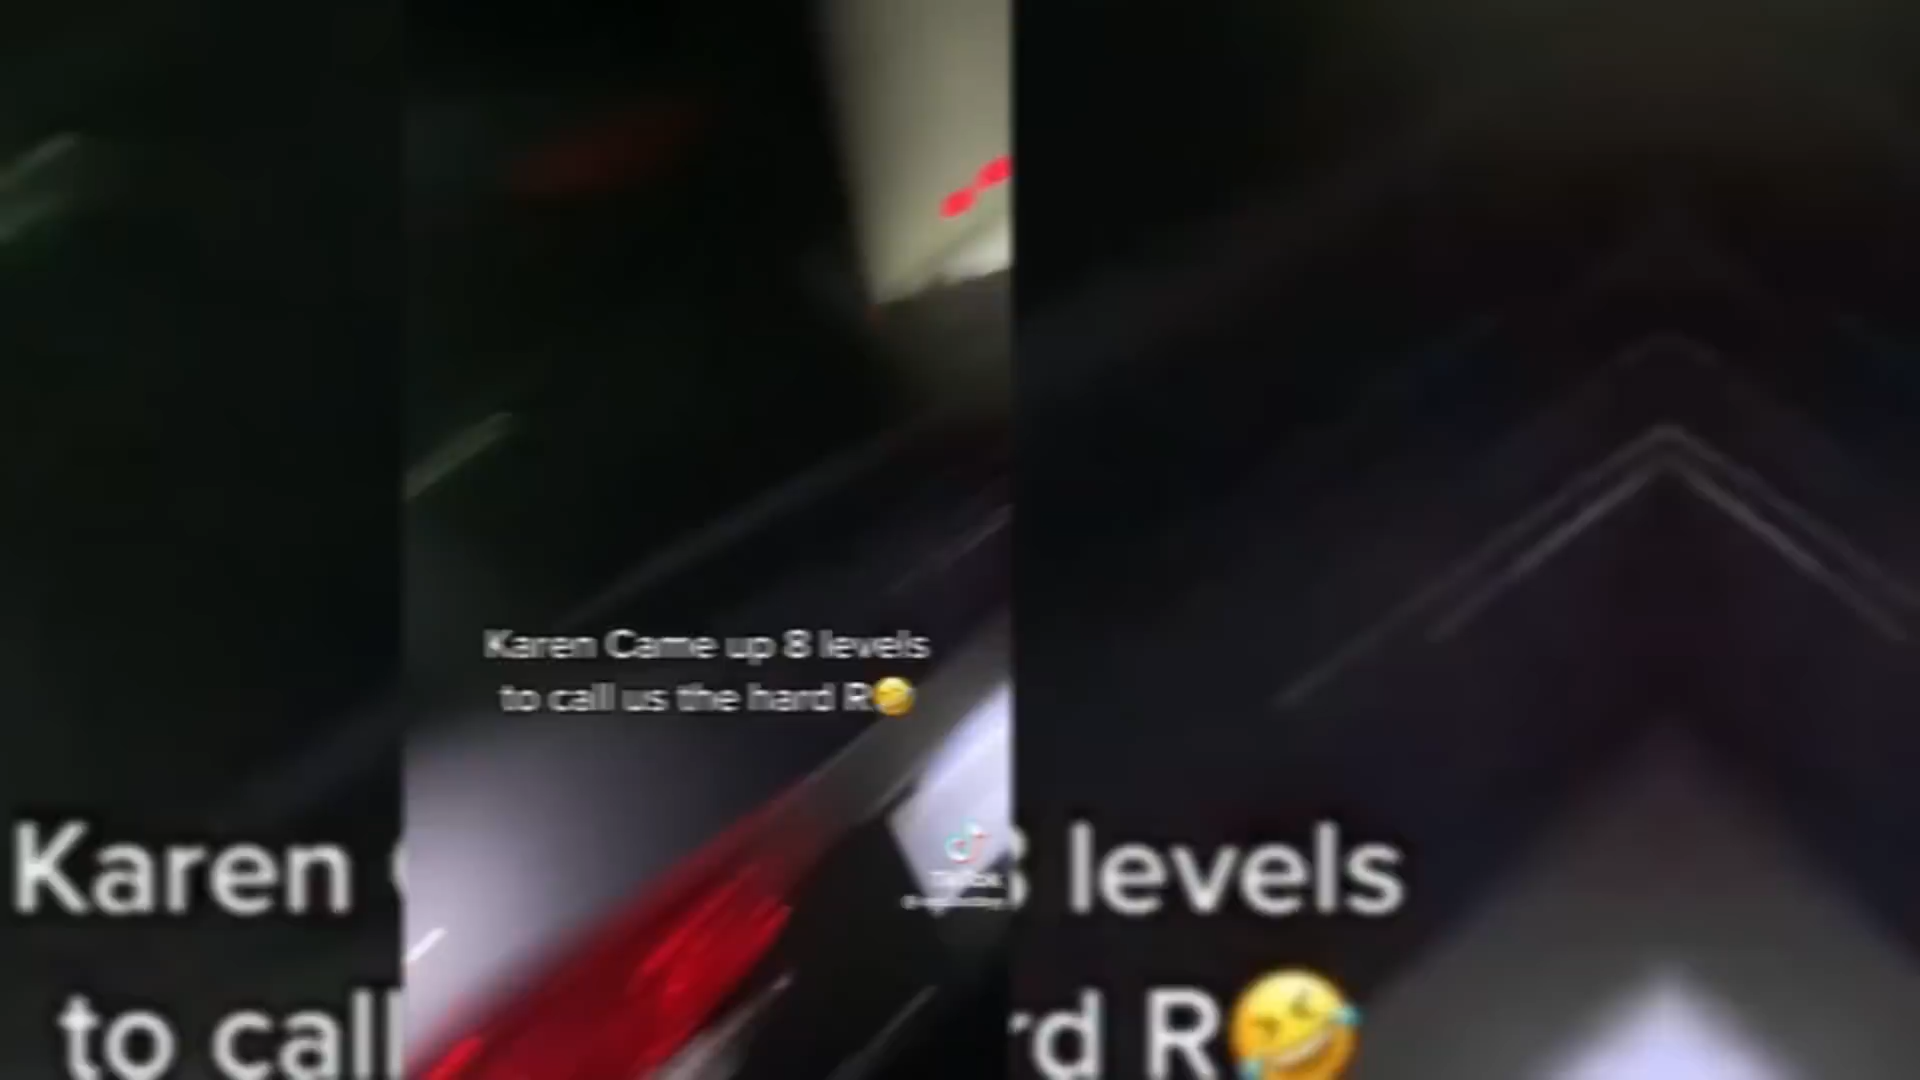 Karen Came up 8 levels
to call us the hard R🤣
Karen
levels
to call
rd R🤣